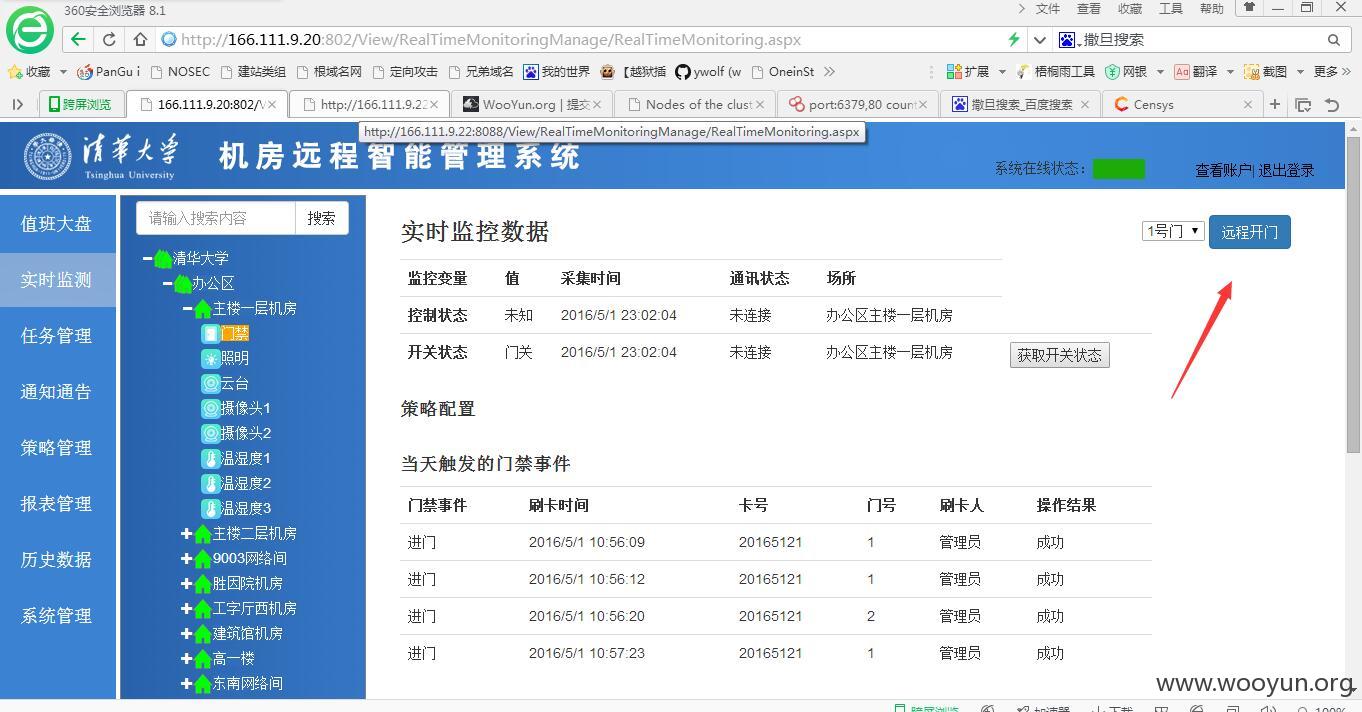 360安全浏览器 8.1
文件 查看 收藏 工具 帮助
http://166.111.9.20:802/View/RealTimeMonitoringManage/RealTimeMonitoring.aspx
撒旦搜索
收藏 PanGu i NOSEC 建站类组 根域名网 定向攻击 兄弟域名 我的世界 【越狱插 ywolf (w OneinSt » 扩展 梧桐雨工具 网银 翻译 截图 更多 »
跨屏浏览 166.111.9.20:802/V http://166.111.9.22 WooYun.org | 提交 Nodes of the clust port:6379,80 count 撒旦搜索_百度搜索 Censys
http://166.111.9.22:8088/View/RealTimeMonitoringManage/RealTimeMonitoring.aspx
清华大学
Tsinghua University
机房远程智能管理系统
系统在线状态：
查看账户| 退出登录
值班大盘
实时监测
任务管理
通知通告
策略管理
报表管理
历史数据
系统管理
请输入搜索内容 搜索
清华大学
办公区
主楼一层机房
门禁
照明
云台
摄像头1
摄像头2
温湿度1
温湿度2
温湿度3
主楼二层机房
9003网络间
胜因院机房
工字厅西机房
建筑馆机房
高一楼
东南网络间
实时监控数据
1号门 远程开门
监控变量 值 采集时间 通讯状态 场所
控制状态 未知 2016/5/1 23:02:04 未连接 办公区主楼一层机房
开关状态 门关 2016/5/1 23:02:04 未连接 办公区主楼一层机房 获取开关状态
策略配置
当天触发的门禁事件
门禁事件 刷卡时间 卡号 门号 刷卡人 操作结果
进门 2016/5/1 10:56:09 20165121 1 管理员 成功
进门 2016/5/1 10:56:12 20165121 1 管理员 成功
进门 2016/5/1 10:56:20 20165121 2 管理员 成功
进门 2016/5/1 10:57:23 20165121 1 管理员 成功
www.wooyun.org
跨屏浏览 加速器 下载 100%